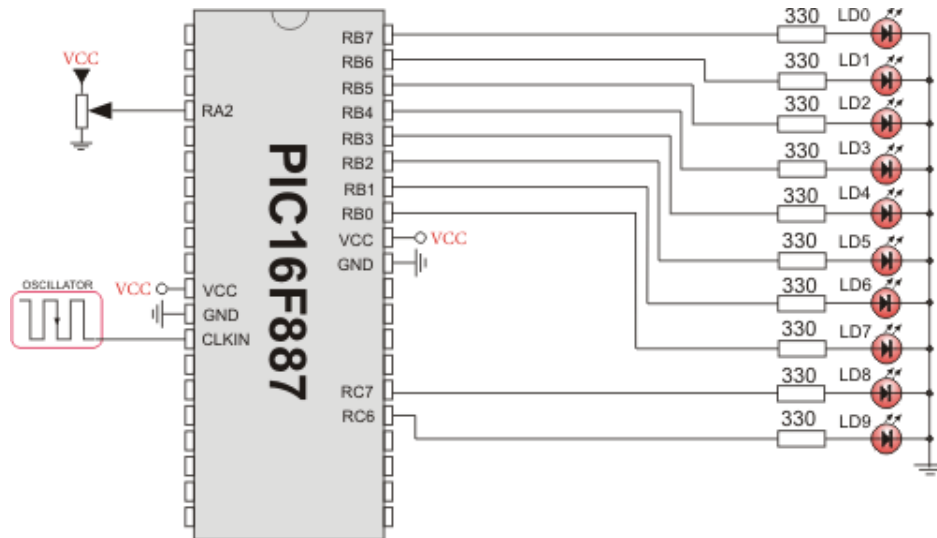 330 LD0
RB7
RB6
330 LD1
VCC
RB5
330 LD2
RA2
RB4
330 LD3
RB3
330 LD4
RB2
RB1
330 LD5
RB0
VCC VCC
330 LD6
GND
OSCILLATOR
VCC VCC
GND
330 LD7
CLKIN
PIC16F887
330 LD8
RC7
RC6
330 LD9